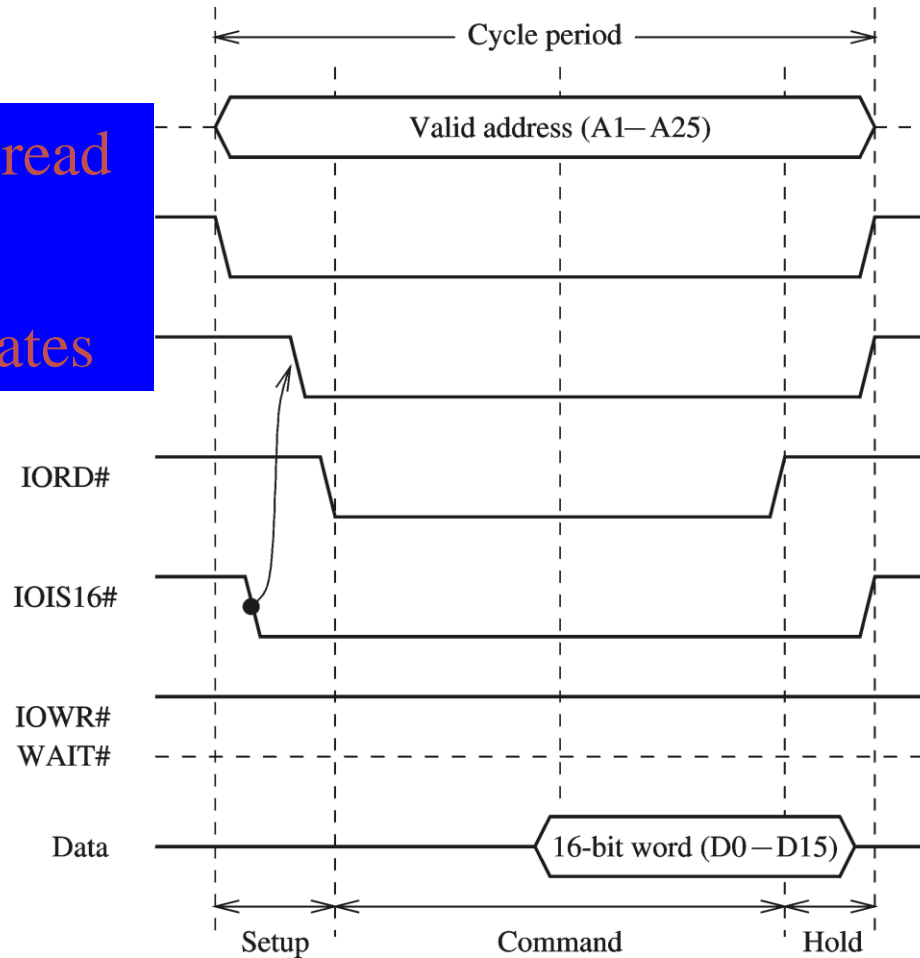 Cycle period
Valid address (A1—A25)
read
ates
IORD#
IOIS16#
IOWR#
WAIT#
Data
16-bit word (D0—D15)
Setup
Command
Hold